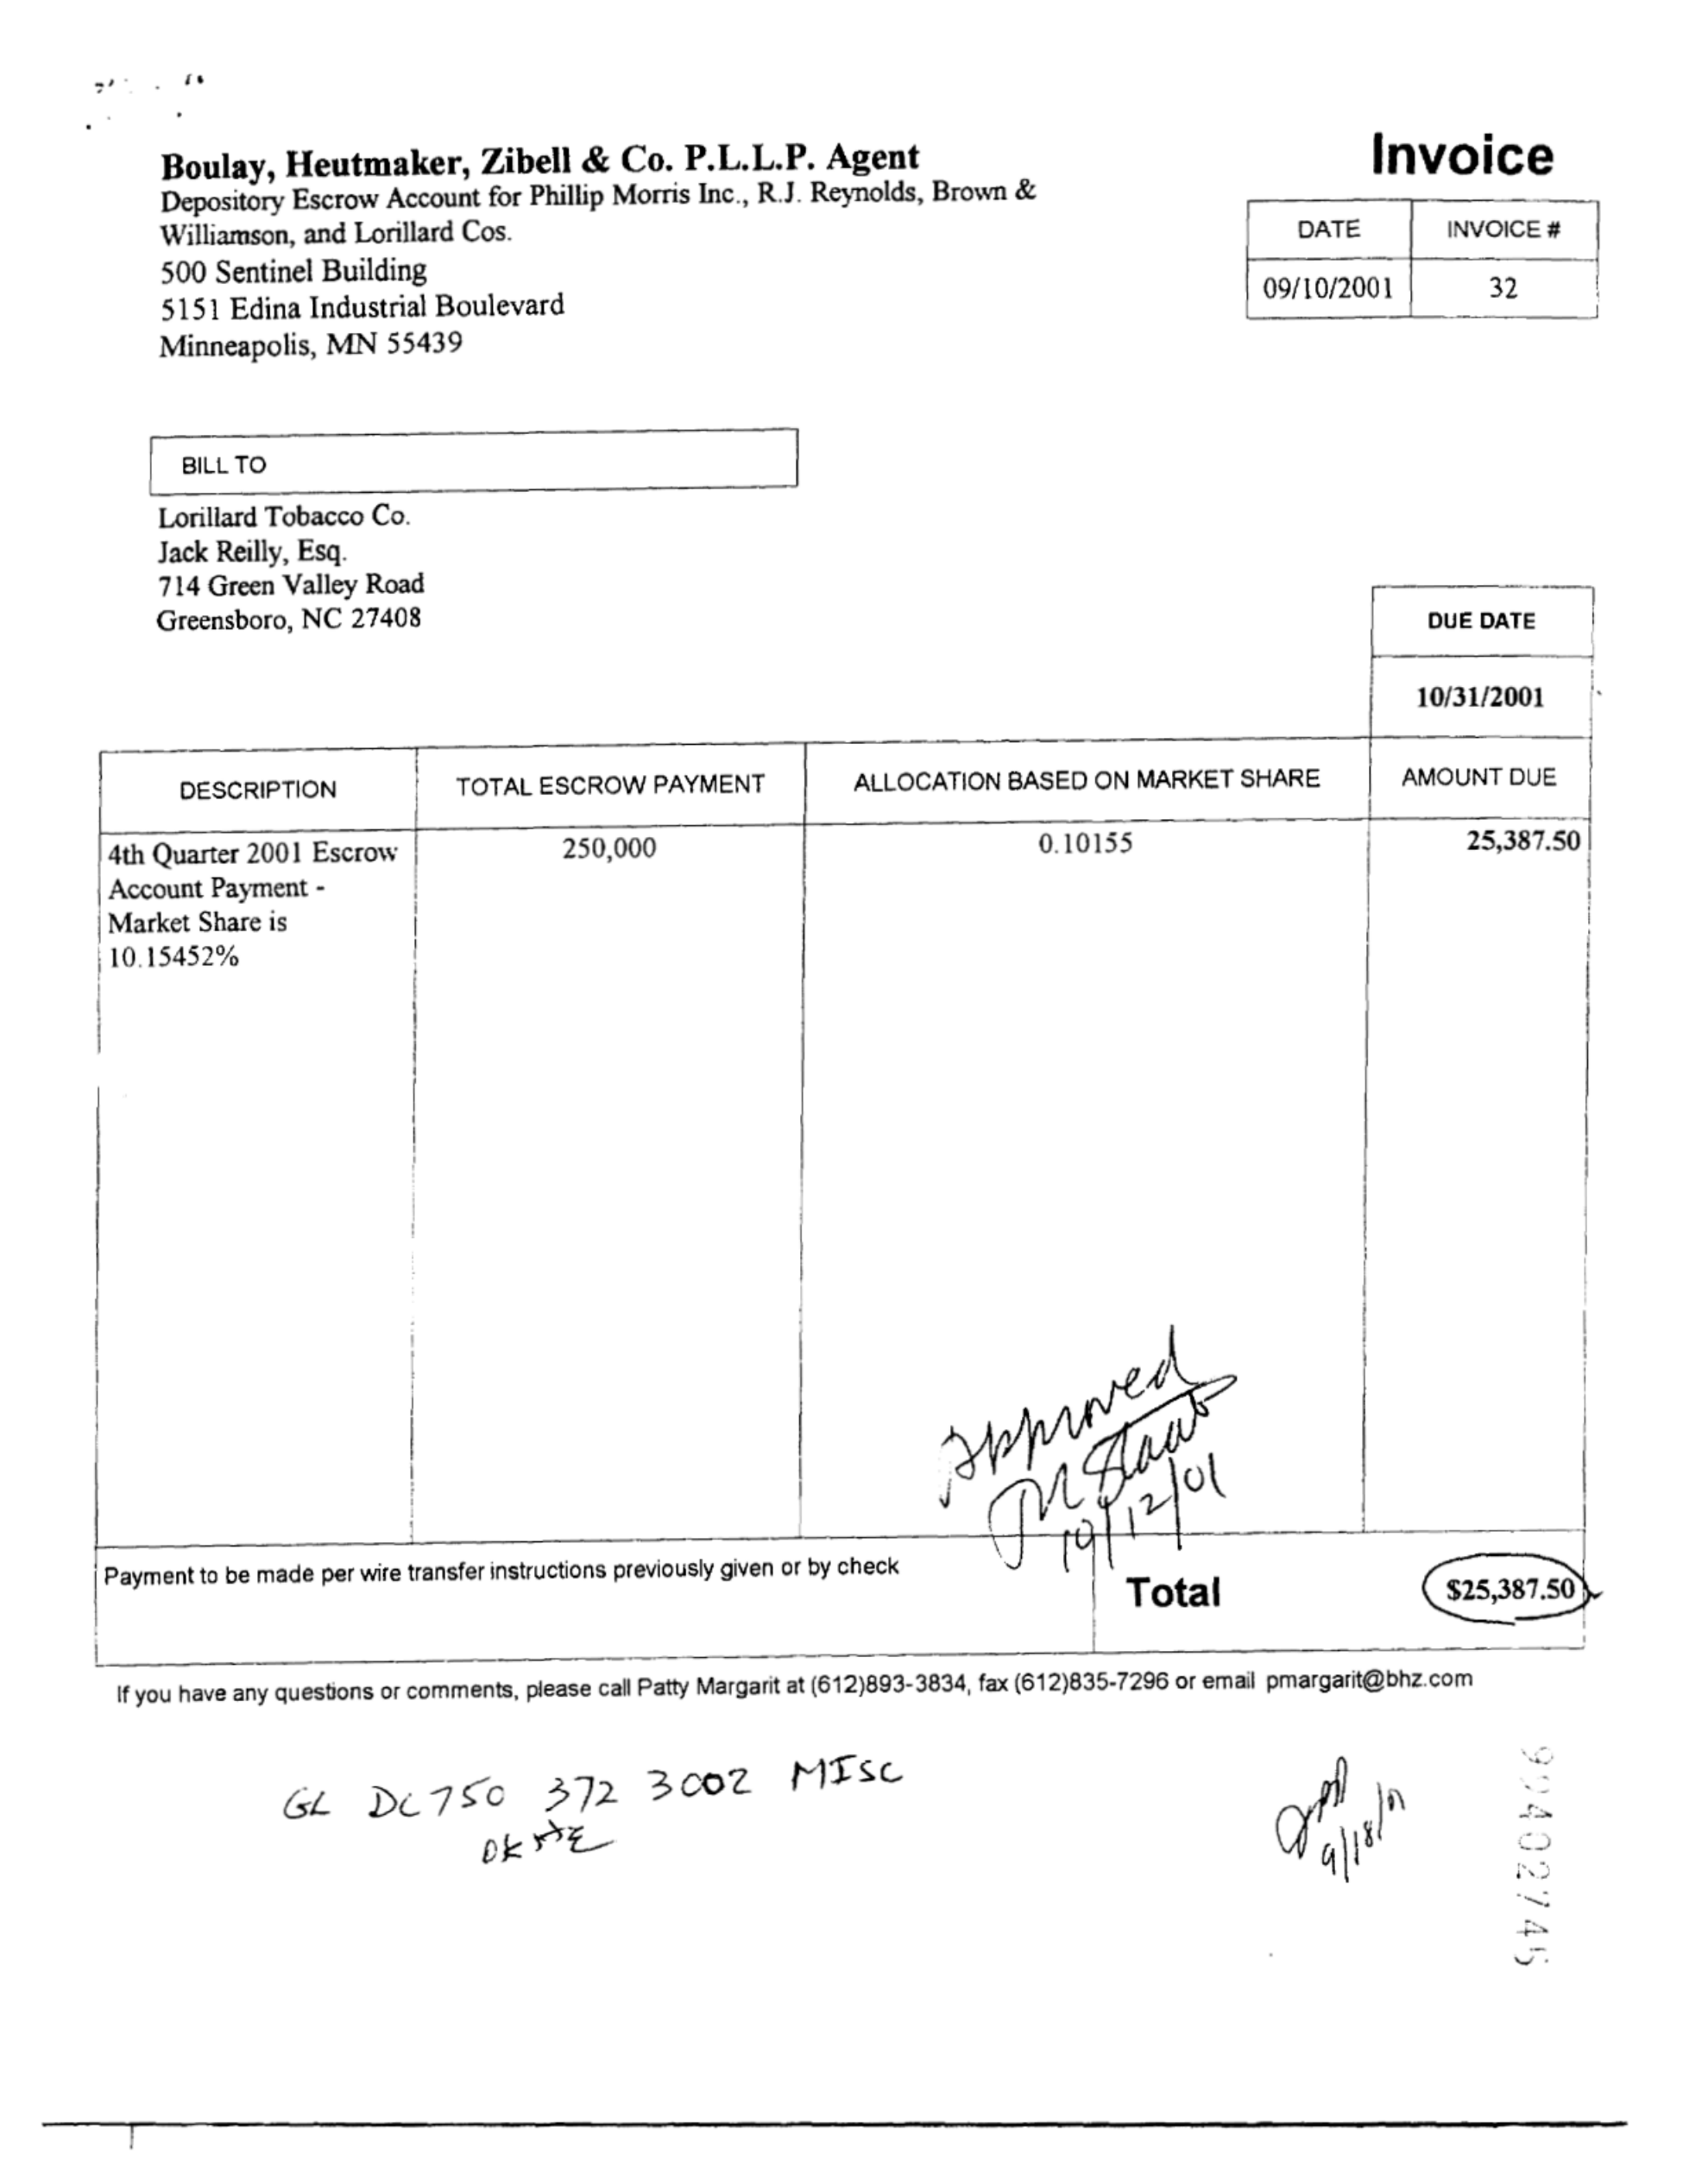 Boulay, Heutmaker, Zibell & Co. P.L.L.P. Agent
Depository Escrow Account for Phillip Morris Inc., R.J. Reynolds, Brown &
Williamson, and Lorillard Cos.
500 Sentinel Building
5151 Edina Industrial Boulevard
Minneapolis, MN 55439
Invoice
DATE INVOICE #
09/10/2001 32
BILL TO
Lorillard Tobacco Co.
Jack Reilly, Esq.
714 Green Valley Road
Greensboro, NC 27408
DUE DATE
10/31/2001
DESCRIPTION TOTAL ESCROW PAYMENT ALLOCATION BASED ON MARKET SHARE AMOUNT DUE
4th Quarter 2001 Escrow 250,000 0.10155 25,387.50
Account Payment -
Market Share is
10.15452%
Approved
12/01
Payment to be made per wire transfer instructions previously given or by check
Total $25,387.50
If you have any questions or comments, please call Patty Margarit at (612)893-3834, fax (612)835-7296 or email pmargarit@bhz.com
GL DC750 372 3002 MISC
OK
9/18/01
99402745